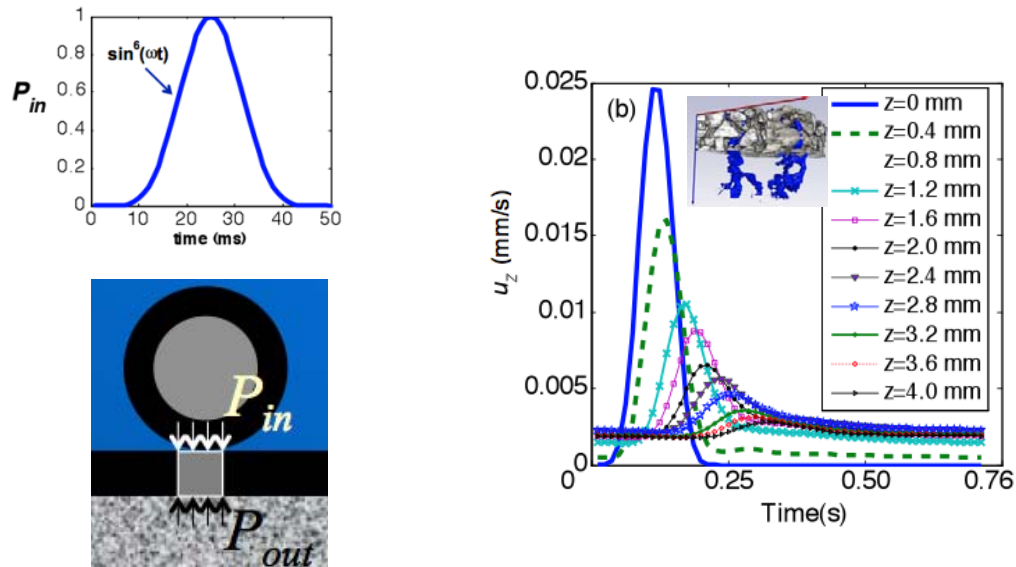 1
0.8
0.6
0.4
0.2
0
P_in
sin^6(ωt)
0 10 20 30 40 50
time (ms)
P_in
P_out
(b)
0.025
0.02
0.015
0.01
0.005
0
u_z (mm/s)
0 0.25 0.50 0.76
Time(s)
z=0 mm
z=0.4 mm
z=0.8 mm
z=1.2 mm
z=1.6 mm
z=2.0 mm
z=2.4 mm
z=2.8 mm
z=3.2 mm
z=3.6 mm
z=4.0 mm